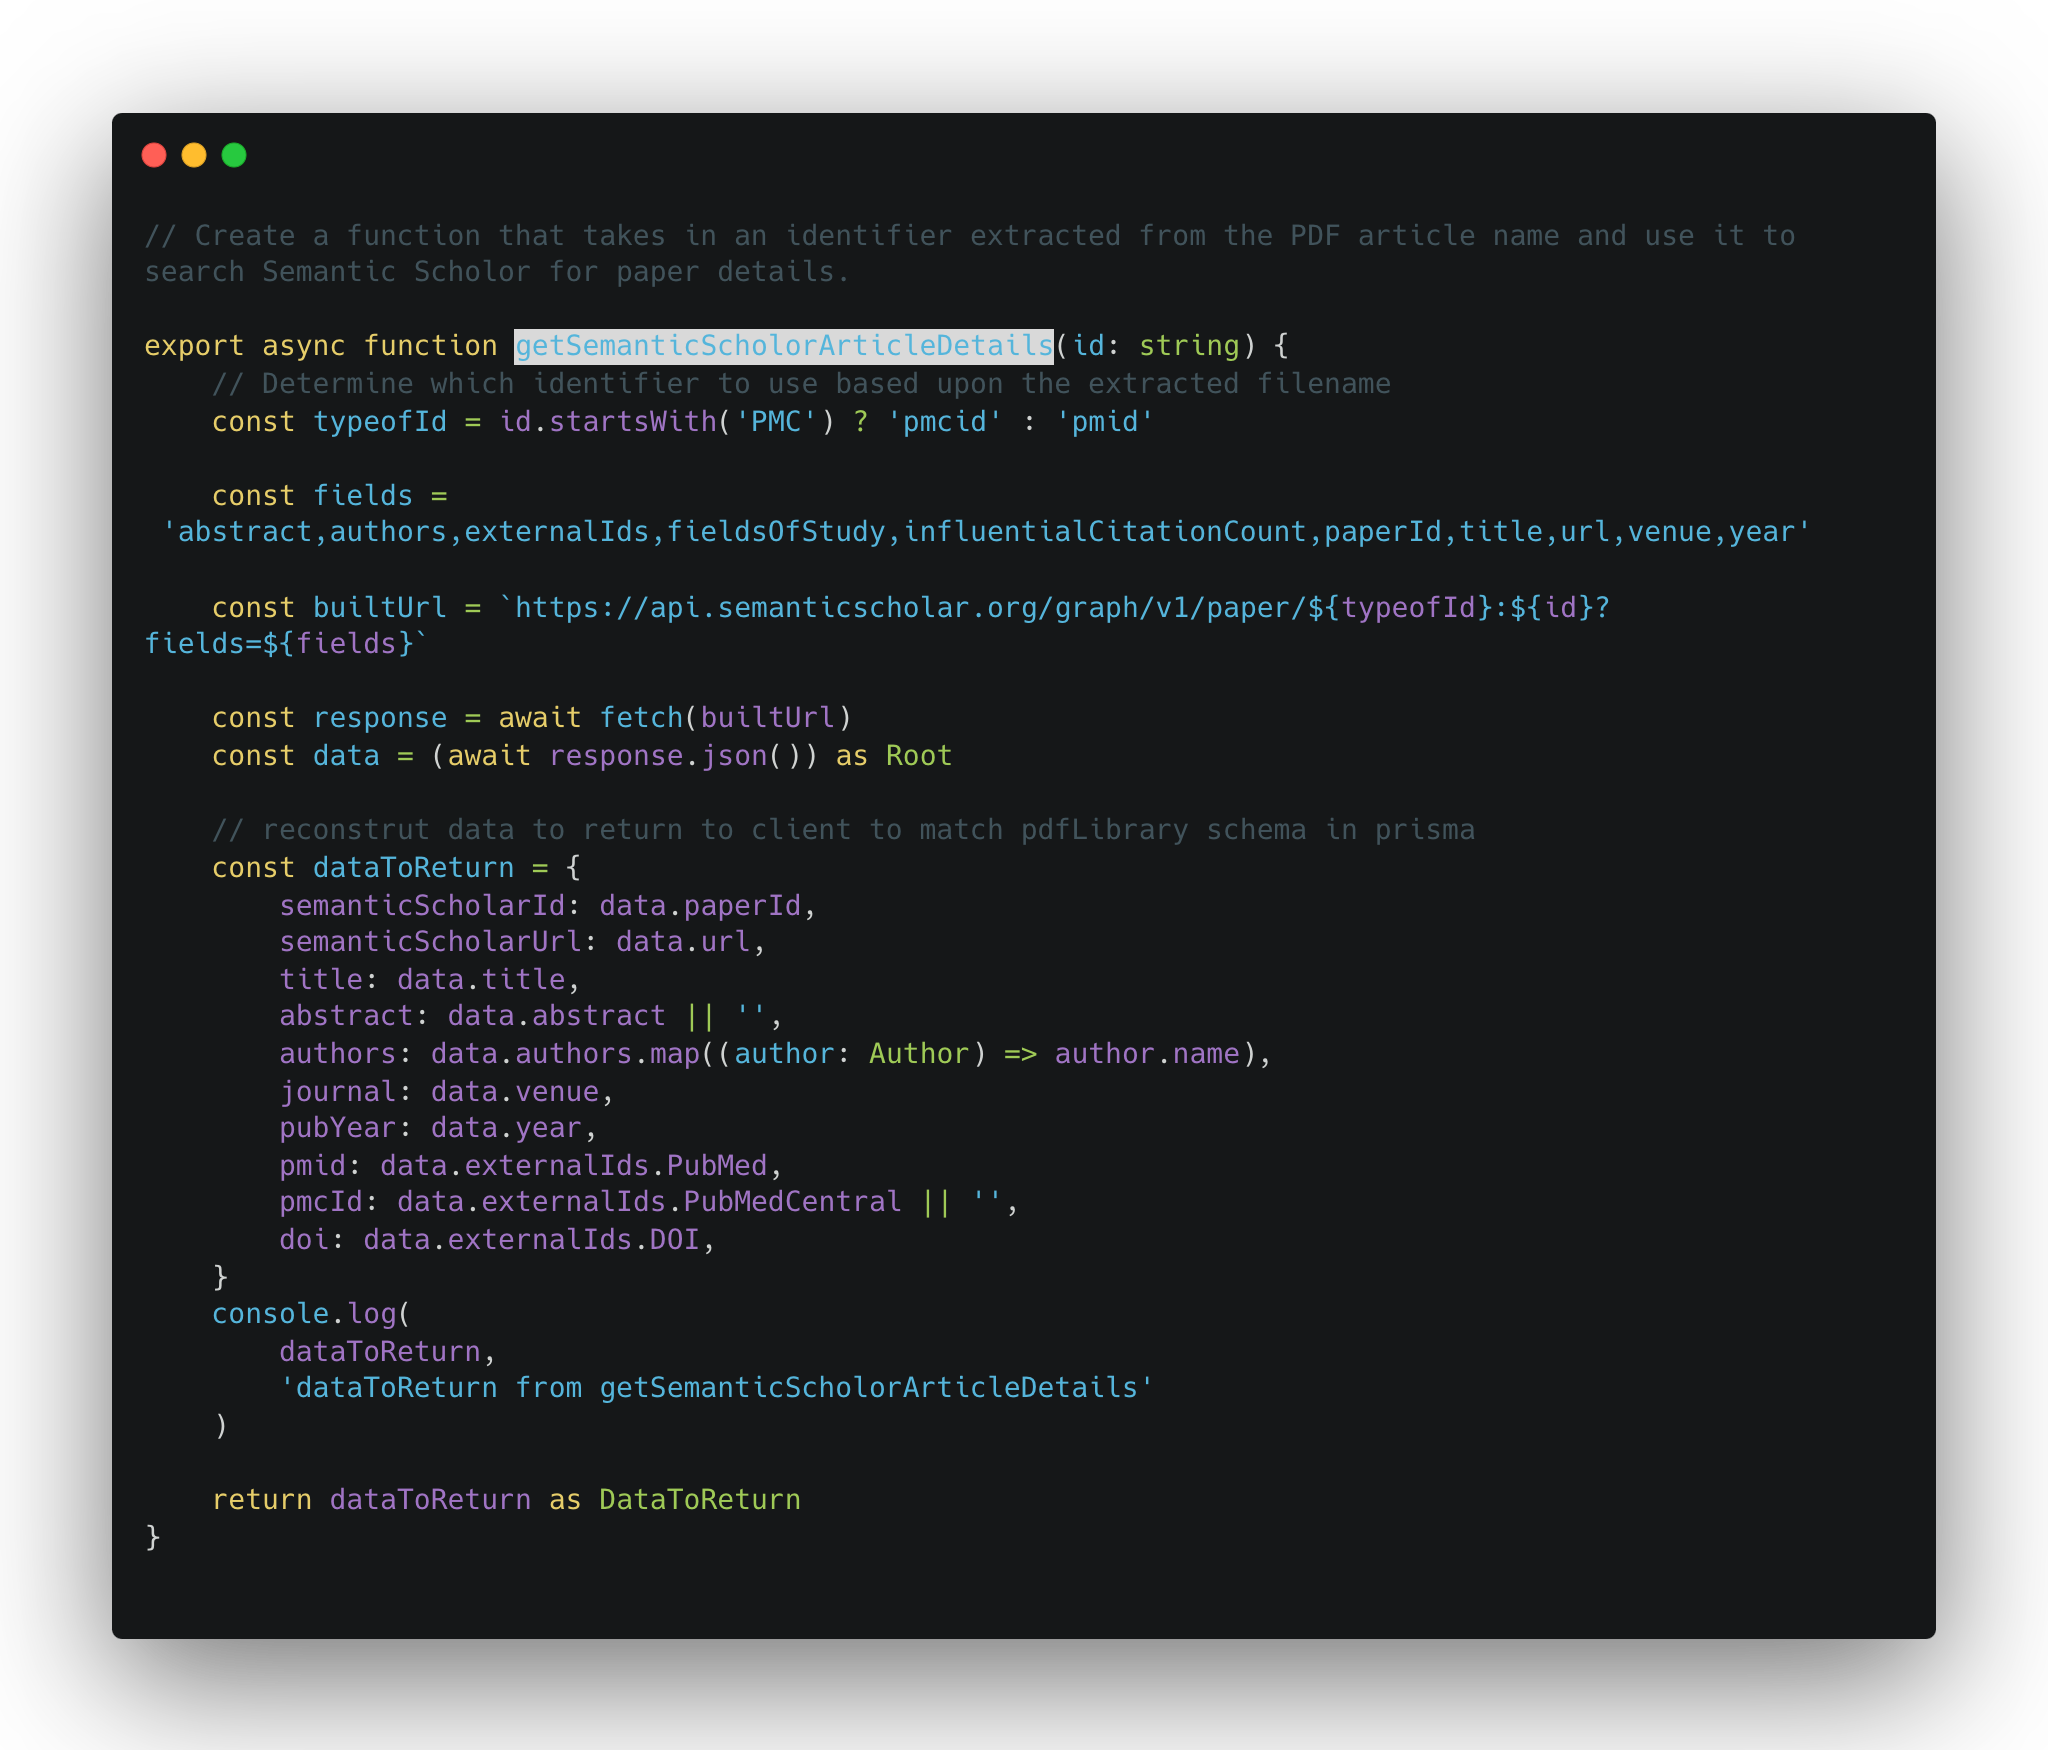 // Create a function that takes in an identifier extracted from the PDF article name and use it to
search Semantic Scholor for paper details.
export async function getSemanticScholorArticleDetails(id: string) {
    // Determine which identifier to use based upon the extracted filename
    const typeofId = id.startsWith('PMC') ? 'pmcid' : 'pmid'
    const fields =
 'abstract,authors,externalIds,fieldsOfStudy,influentialCitationCount,paperId,title,url,venue,year'
    const builtUrl = `https://api.semanticscholar.org/graph/v1/paper/${typeofId}:${id}?
fields=${fields}`
    const response = await fetch(builtUrl)
    const data = (await response.json()) as Root
    // reconstrut data to return to client to match pdfLibrary schema in prisma
    const dataToReturn = {
        semanticScholarId: data.paperId,
        semanticScholarUrl: data.url,
        title: data.title,
        abstract: data.abstract || '',
        authors: data.authors.map((author: Author) => author.name),
        journal: data.venue,
        pubYear: data.year,
        pmid: data.externalIds.PubMed,
        pmcId: data.externalIds.PubMedCentral || '',
        doi: data.externalIds.DOI,
    }
    console.log(
        dataToReturn,
        'dataToReturn from getSemanticScholorArticleDetails'
    )
    return dataToReturn as DataToReturn
}